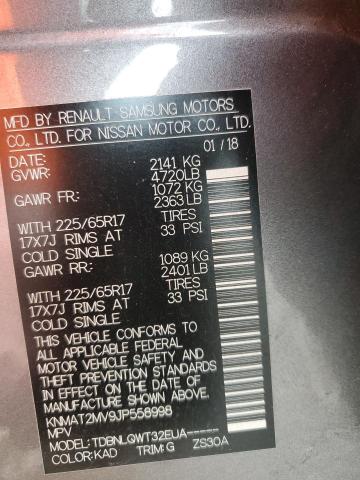 MFD BY RENAULT SAMSUNG MOTORS
CO., LTD. FOR NISSAN MOTOR CO., LTD.
DATE: 01 / 18
GVWR: 2141 KG
4720LB
GAWR FR: 1072 KG
2363LB
WITH 225/65R17 TIRES
17X7J RIMS AT 33 PSI
COLD SINGLE
GAWR RR: 1089 KG
2401LB
WITH 225/65R17 TIRES
17X7J RIMS AT 33 PSI
COLD SINGLE
THIS VEHICLE CONFORMS TO
ALL APPLICABLE FEDERAL
MOTOR VEHICLE SAFETY AND
THEFT PREVENTION STANDARDS
IN EFFECT ON THE DATE OF
MANUFACTURE SHOWN ABOVE.
KNMAT2MV9JP558998
MPV
MODEL: TDBNLQWT32EUA-----
COLOR: KAD TRIM: G ZS30A